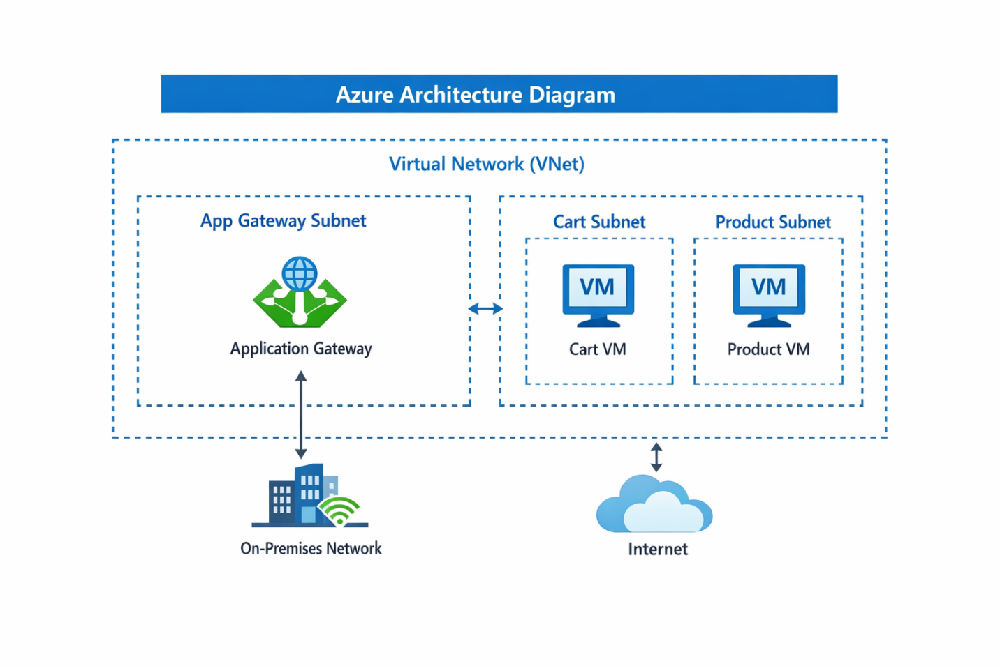 Azure Architecture Diagram
Virtual Network (VNet)
App Gateway Subnet
Application Gateway
Cart Subnet
VM
Cart VM
Product Subnet
VM
Product VM
On-Premises Network
Internet